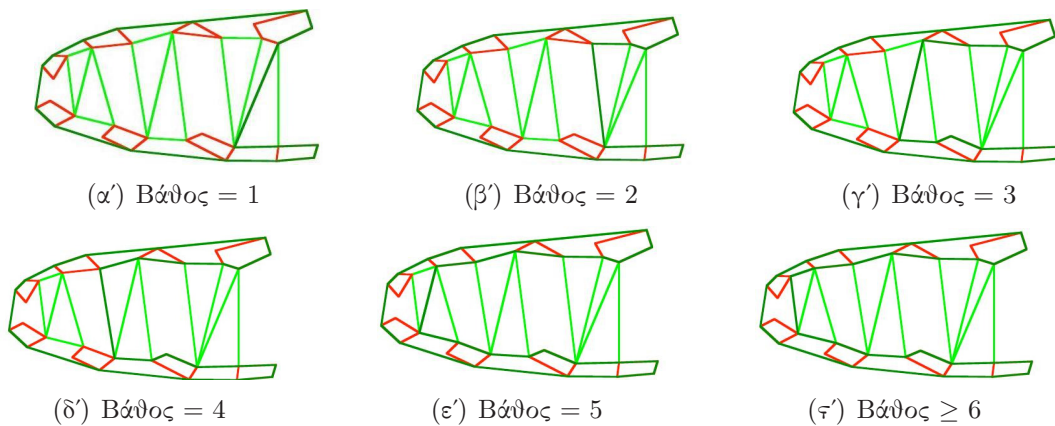 (α′) Βάθος = 1
(β′) Βάθος = 2
(γ′) Βάθος = 3
(δ′) Βάθος = 4
(ε′) Βάθος = 5
(ϛ′) Βάθος ≥ 6